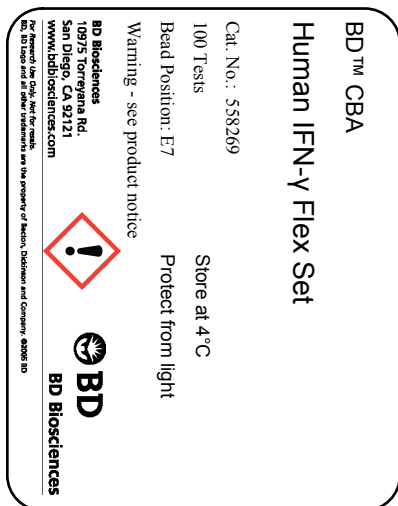 BD™ CBA
Human IFN-γ Flex Set
Cat. No.: 558269
100 Tests
Store at 4°C
Bead Position: E7
Protect from light
Warning - see product notice
BD Biosciences
10975 Torreyana Rd.
San Diego, CA 92121
www.bdbiosciences.com
BD
BD Biosciences
For Research Use Only. Not for resale.
BD, BD Logo and all other trademarks are the property of Becton, Dickinson and Company. ©2005 BD